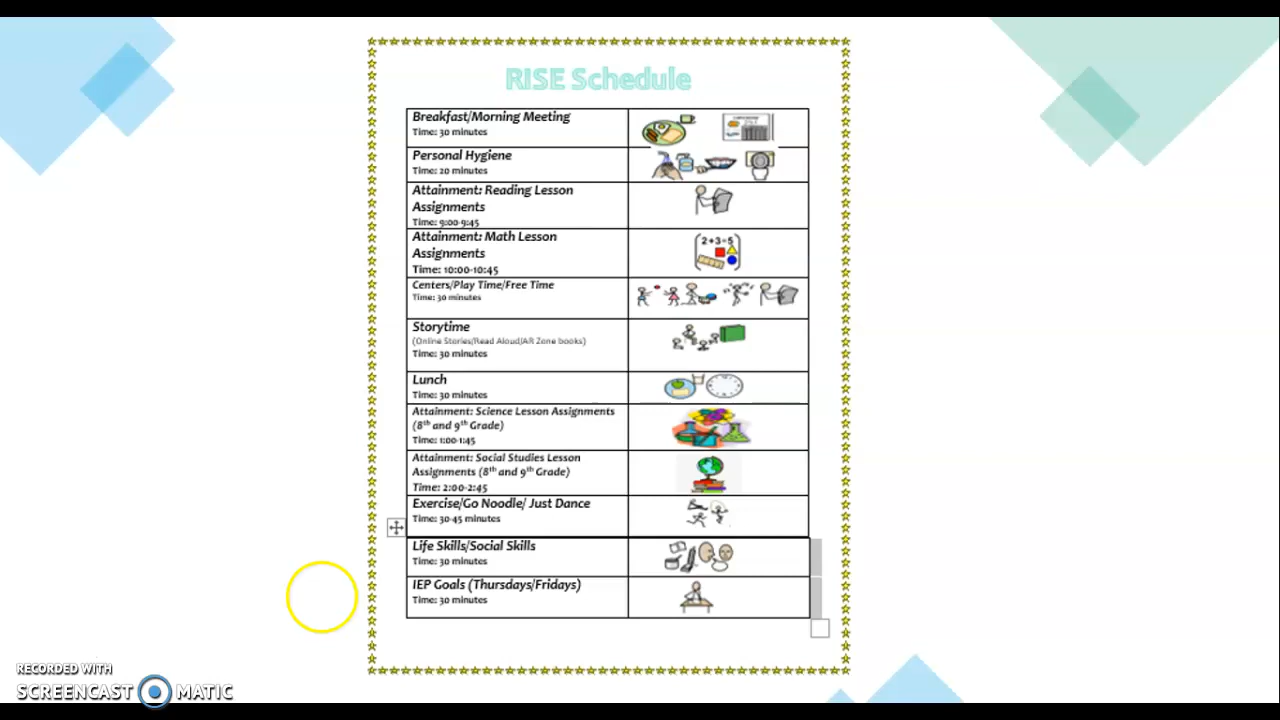 RISE Schedule
Breakfast/Morning Meeting
Time: 30 minutes
Personal Hygiene
Time: 20 minutes
Attainment: Reading Lesson
Assignments
Time: 9:00-9:45
Attainment: Math Lesson
Assignments
Time: 10:00-10:45
2+3=5
Centers/Play Time/Free Time
Time: 30 minutes
Storytime
(Online Stories/Read Aloud/AR Zone books)
Time: 30 minutes
Lunch
Time: 30 minutes
Attainment: Science Lesson Assignments
(8th and 9th Grade)
Time: 1:00-1:45
Attainment: Social Studies Lesson
Assignments (8th and 9th Grade)
Time: 2:00-2:45
Exercise/Go Noodle/ Just Dance
Time: 30-45 minutes
Life Skills/Social Skills
Time: 30 minutes
IEP Goals (Thursdays/Fridays)
Time: 30 minutes
RECORDED WITH
SCREENCAST MATIC